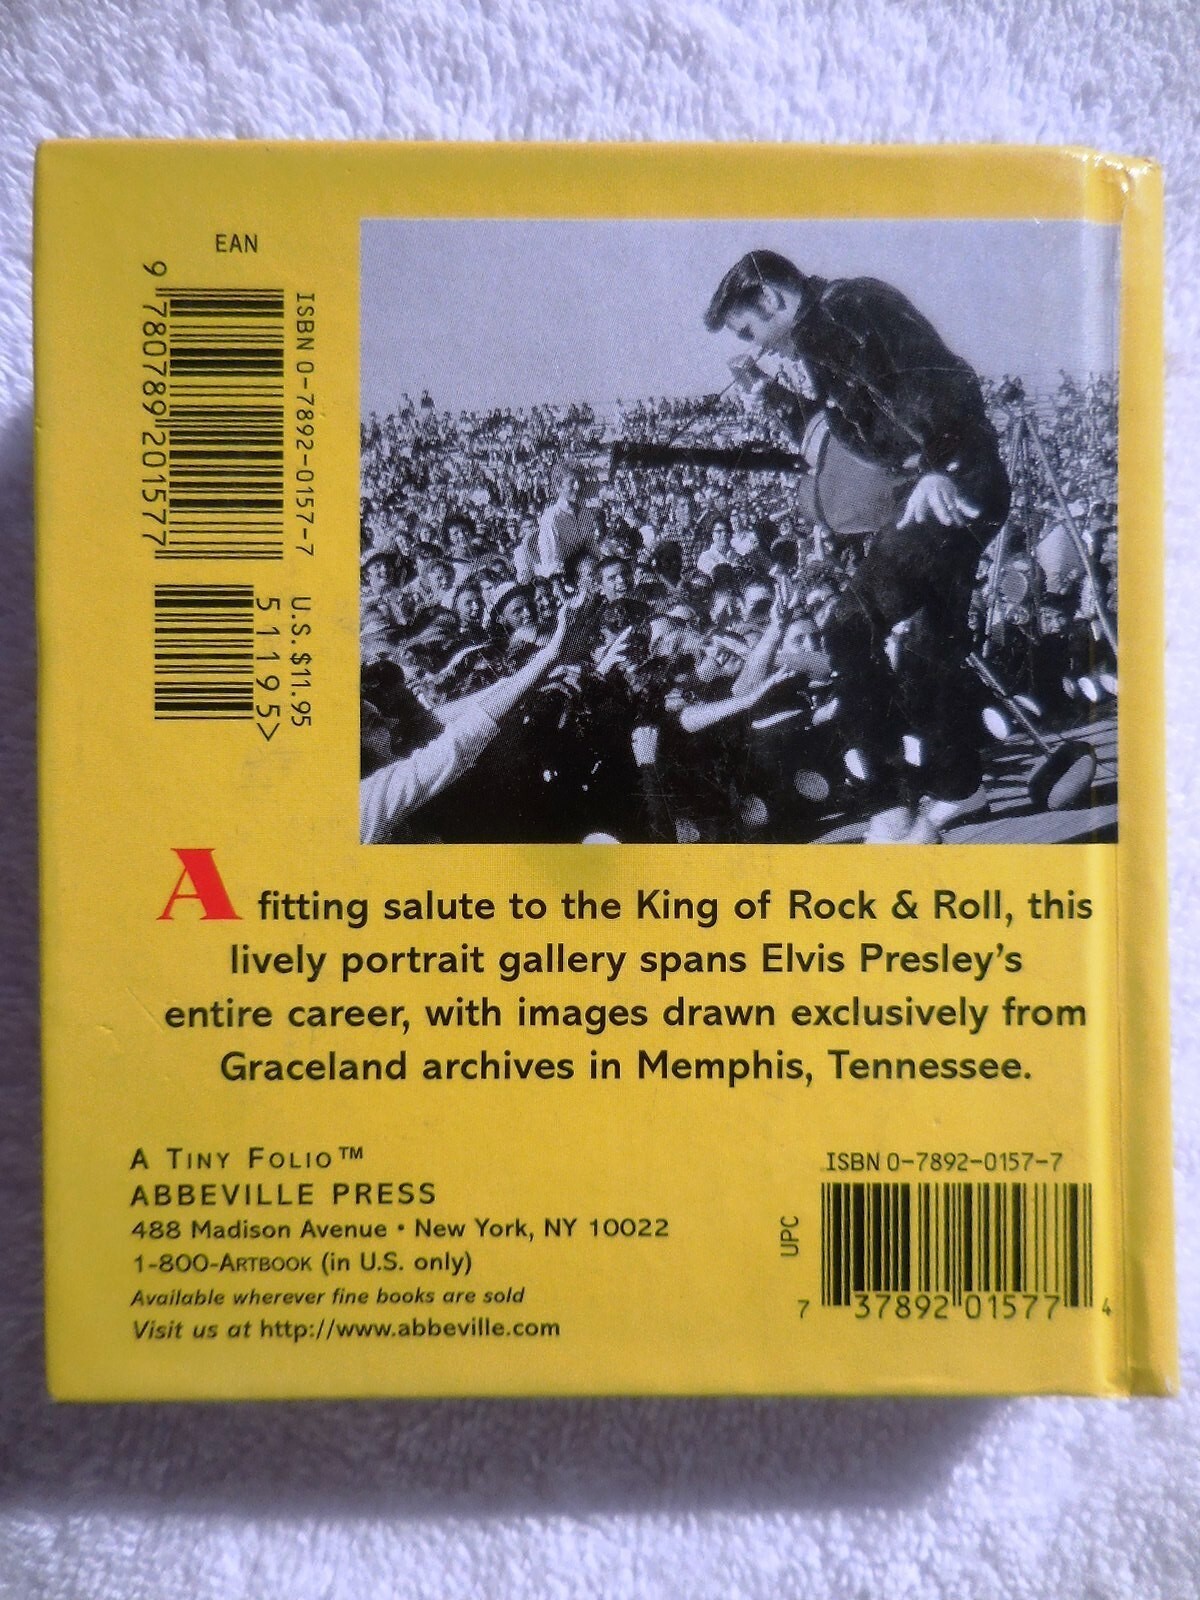 EAN
9 780789 201577
ISBN 0-7892-0157-7
U.S. $11.95
51195>
A fitting salute to the King of Rock & Roll, this
lively portrait gallery spans Elvis Presley's
entire career, with images drawn exclusively from
Graceland archives in Memphis, Tennessee.
A TINY FOLIO™
ABBEVILLE PRESS
488 Madison Avenue • New York, NY 10022
1-800-ARTBOOK (in U.S. only)
Available wherever fine books are sold
Visit us at http://www.abbeville.com
ISBN 0-7892-0157-7
UPC
7 37892 01577 4